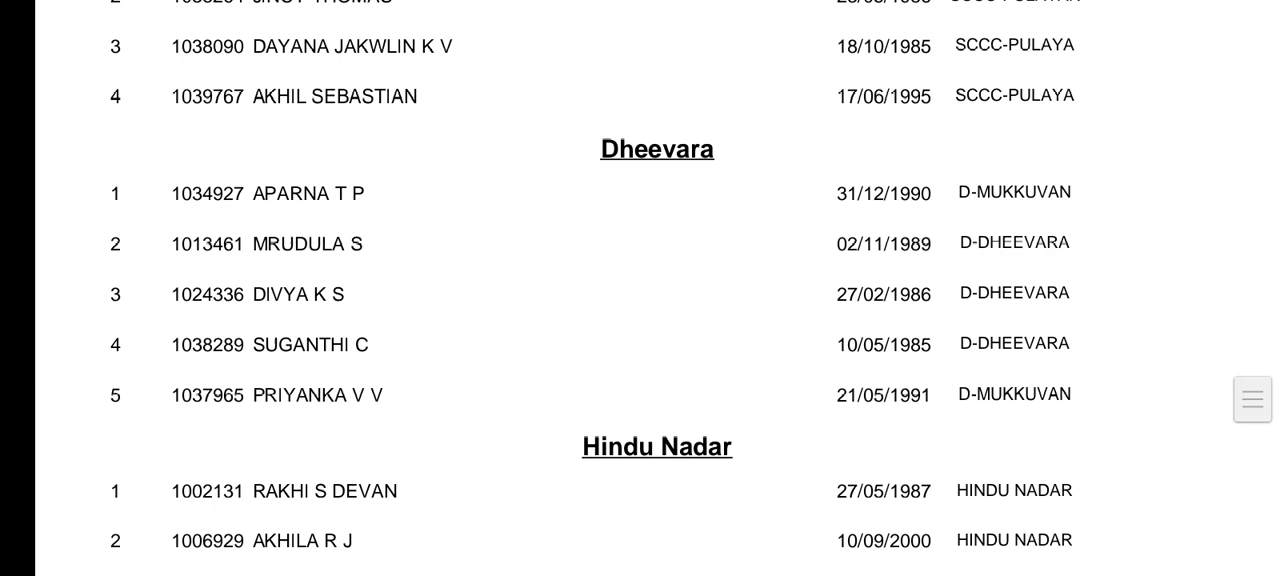 3 1038090 DAYANA JAKWLIN K V 18/10/1985 SCCC-PULAYA
4 1039767 AKHIL SEBASTIAN 17/06/1995 SCCC-PULAYA
Dheevara
1 1034927 APARNA T P 31/12/1990 D-MUKKUVAN
2 1013461 MRUDULA S 02/11/1989 D-DHEEVARA
3 1024336 DIVYA K S 27/02/1986 D-DHEEVARA
4 1038289 SUGANTHI C 10/05/1985 D-DHEEVARA
5 1037965 PRIYANKA V V 21/05/1991 D-MUKKUVAN
Hindu Nadar
1 1002131 RAKHI S DEVAN 27/05/1987 HINDU NADAR
2 1006929 AKHILA R J 10/09/2000 HINDU NADAR